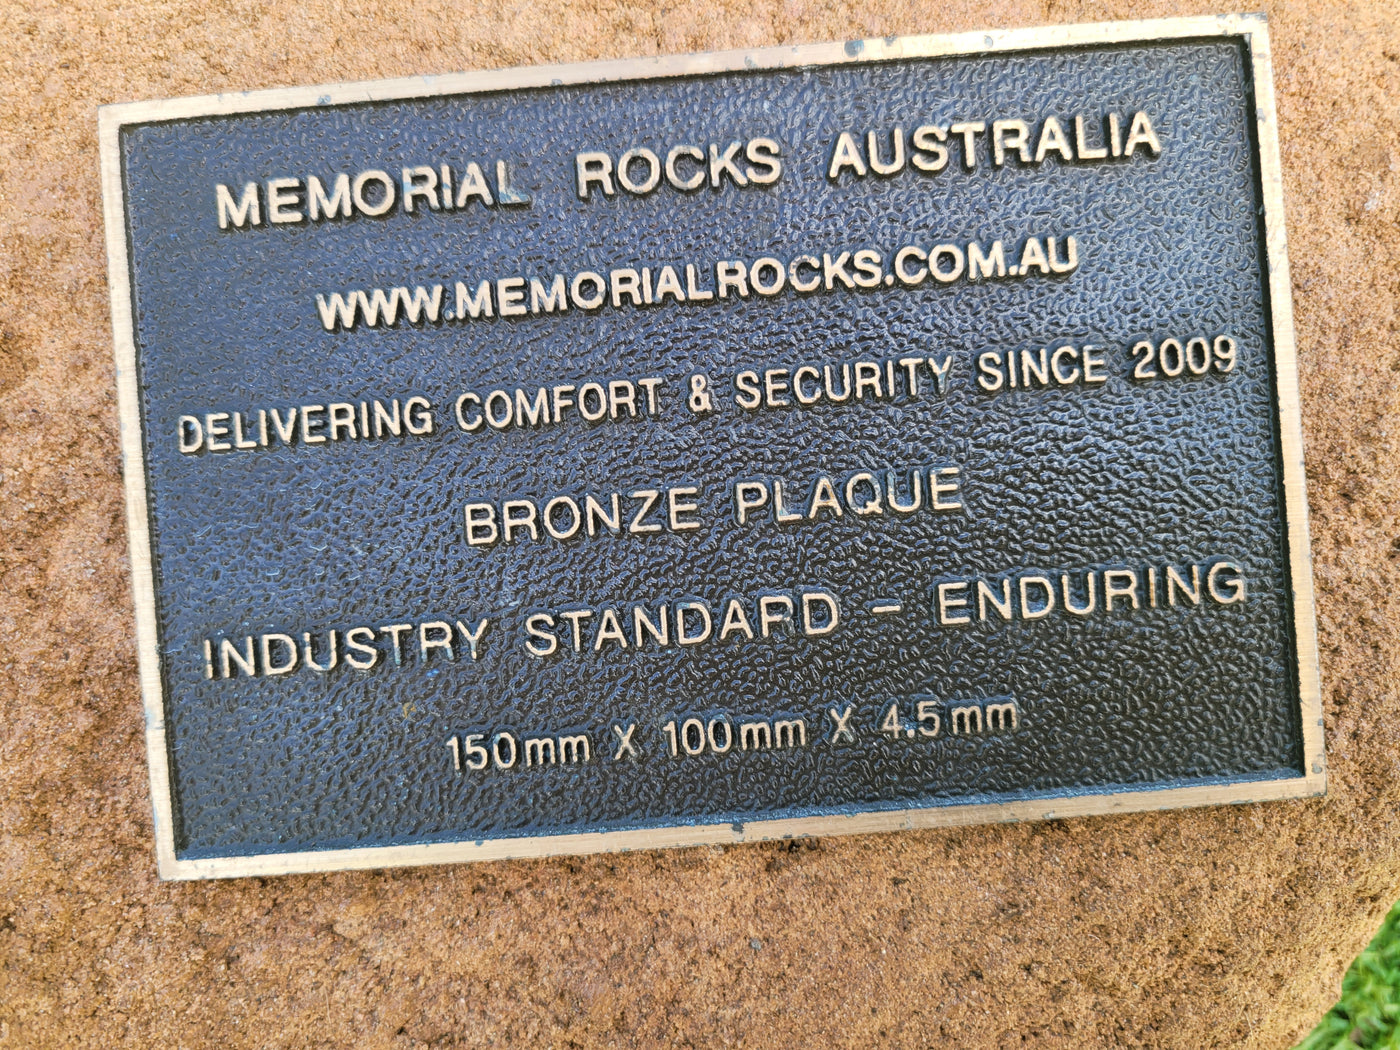 MEMORIAL ROCKS AUSTRALIA
WWW.MEMORIALROCKS.COM.AU
DELIVERING COMFORT & SECURITY SINCE 2009
BRONZE PLAQUE
INDUSTRY STANDARD - ENDURING
150mm X 100mm X 4.5mm